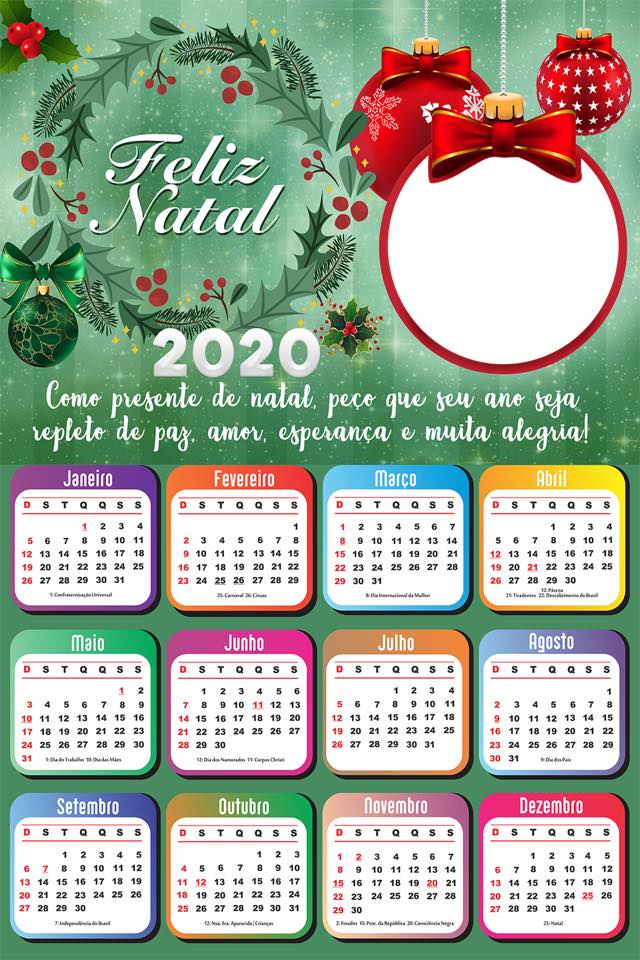 Feliz
Natal
2020
Como presente de natal, peço que seu ano seja
repleto de paz, amor, esperança e muita alegria!
Janeiro
D S T Q Q S S
1 2 3 4
5 6 7 8 9 10 11
12 13 14 15 16 17 18
19 20 21 22 23 24 25
26 27 28 29 30 31
1: Confraternização Universal
Fevereiro
D S T Q Q S S
1
2 3 4 5 6 7 8
9 10 11 12 13 14 15
16 17 18 19 20 21 22
23 24 25 26 27 28 29
25: Carnaval 26: Cinzas
Março
D S T Q Q S S
1 2 3 4 5 6 7
8 9 10 11 12 13 14
15 16 17 18 19 20 21
22 23 24 25 26 27 28
29 30 31
8: Dia Internacional da Mulher
Abril
D S T Q Q S S
1 2 3 4
5 6 7 8 9 10 11
12 13 14 15 16 17 18
19 20 21 22 23 24 25
26 27 28 29 30
12: Páscoa
21: Tiradentes 22: Descobrimento do Brasil
Maio
D S T Q Q S S
1 2
3 4 5 6 7 8 9
10 11 12 13 14 15 16
17 18 19 20 21 22 23
24 25 26 27 28 29 30
31
1: Dia do Trabalho 10: Dia das Mães
Junho
D S T Q Q S S
1 2 3 4 5 6
7 8 9 10 11 12 13
14 15 16 17 18 19 20
21 22 23 24 25 26 27
28 29 30
12: Dia dos Namorados 11: Corpus Christi
Julho
D S T Q Q S S
1 2 3 4
5 6 7 8 9 10 11
12 13 14 15 16 17 18
19 20 21 22 23 24 25
26 27 28 29 30 31
Agosto
D S T Q Q S S
1
2 3 4 5 6 7 8
9 10 11 12 13 14 15
16 17 18 19 20 21 22
23 24 25 26 27 28 29
30 31
9: Dia dos Pais
Setembro
D S T Q Q S S
1 2 3 4 5
6 7 8 9 10 11 12
13 14 15 16 17 18 19
20 21 22 23 24 25 26
27 28 29 30
7: Independência do Brasil
Outubro
D S T Q Q S S
1 2 3
4 5 6 7 8 9 10
11 12 13 14 15 16 17
18 19 20 21 22 23 24
25 26 27 28 29 30 31
12: Nsa. Sra. Aparecida | Crianças
Novembro
D S T Q Q S S
1 2 3 4 5 6 7
8 9 10 11 12 13 14
15 16 17 18 19 20 21
22 23 24 25 26 27 28
29 30
2: Finados 15: Proc. da República 20: Consciência Negra
Dezembro
D S T Q Q S S
1 2 3 4 5
6 7 8 9 10 11 12
13 14 15 16 17 18 19
20 21 22 23 24 25 26
27 28 29 30 31
25: Natal